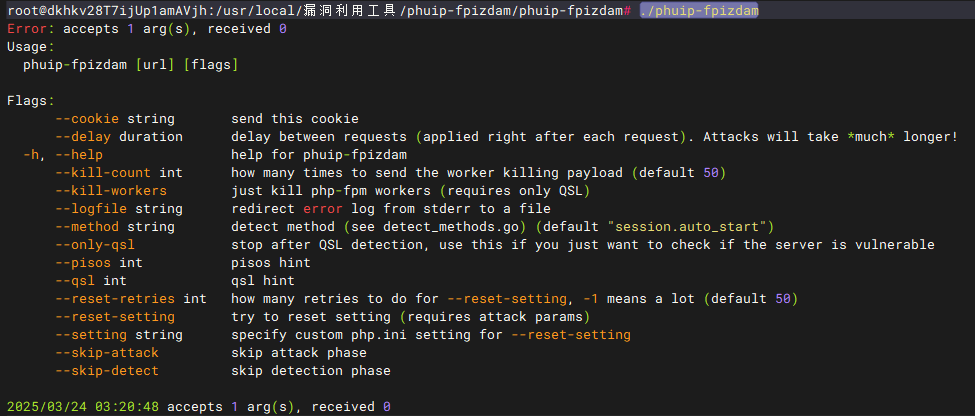 root@dkhkv28T7ijUp1amAVjh:/usr/local/漏洞利用工具/phuip-fpizdam/phuip-fpizdam# ./phuip-fpizdam
Error: accepts 1 arg(s), received 0
Usage:
  phuip-fpizdam [url] [flags]

Flags:
      --cookie string       send this cookie
      --delay duration      delay between requests (applied right after each request). Attacks will take *much* longer!
  -h, --help                help for phuip-fpizdam
      --kill-count int      how many times to send the worker killing payload (default 50)
      --kill-workers        just kill php-fpm workers (requires only QSL)
      --logfile string      redirect error log from stderr to a file
      --method string       detect method (see detect_methods.go) (default "session.auto_start")
      --only-qsl            stop after QSL detection, use this if you just want to check if the server is vulnerable
      --pisos int           pisos hint
      --qsl int             qsl hint
      --reset-retries int   how many retries to do for --reset-setting, -1 means a lot (default 50)
      --reset-setting       try to reset setting (requires attack params)
      --setting string      specify custom php.ini setting for --reset-setting
      --skip-attack         skip attack phase
      --skip-detect         skip detection phase

2025/03/24 03:20:48 accepts 1 arg(s), received 0